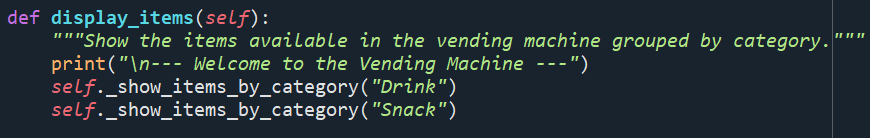 def display_items(self):
    """Show the items available in the vending machine grouped by category."""
    print("\n--- Welcome to the Vending Machine ---")
    self._show_items_by_category("Drink")
    self._show_items_by_category("Snack")